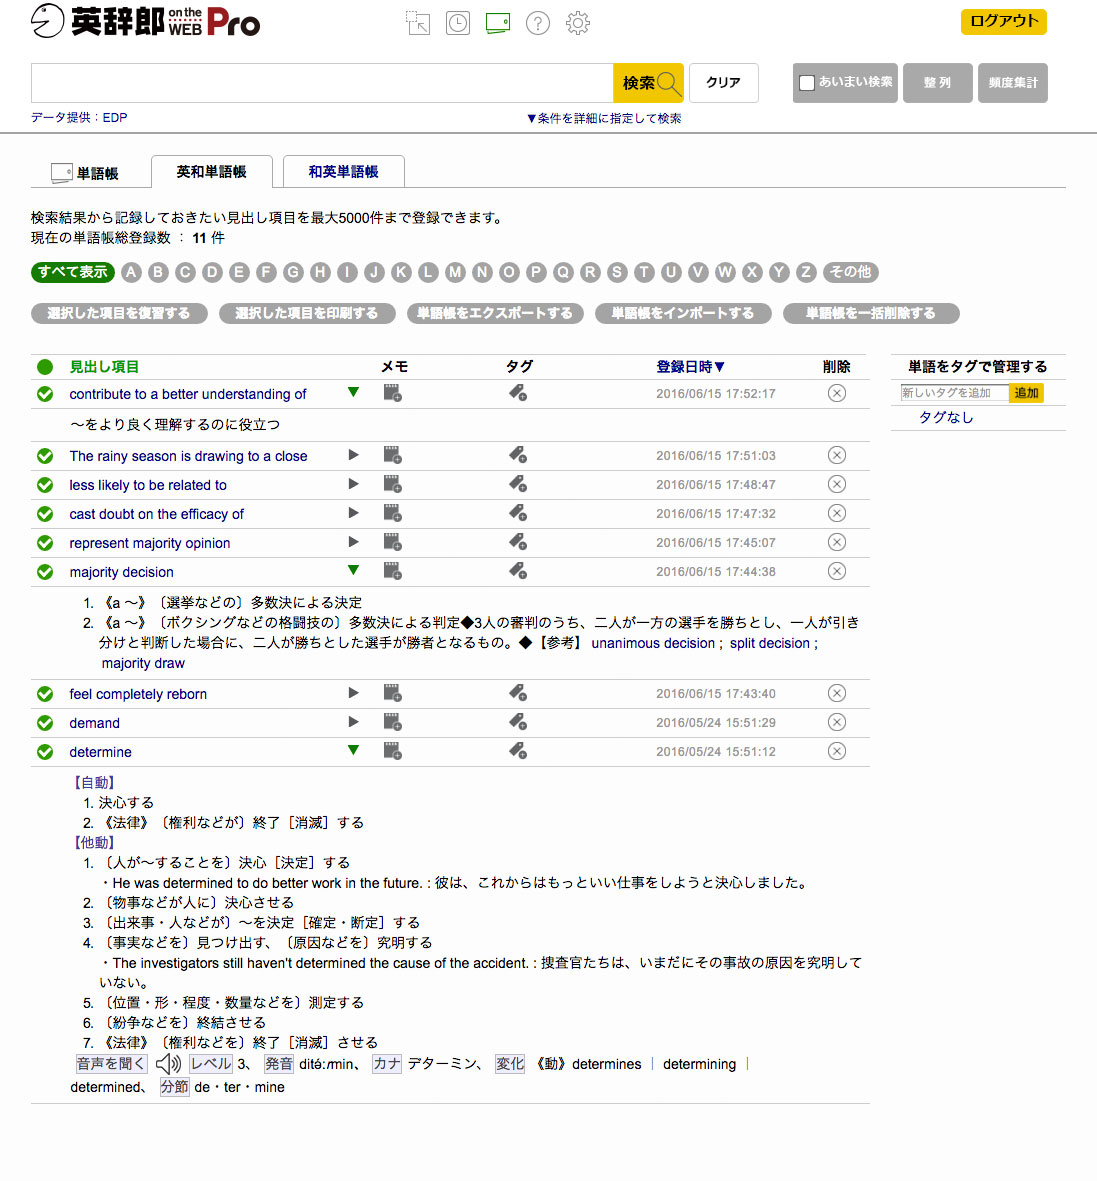 英辞郎 on the WEB Pro
ログアウト
検索 クリア あいまい検索 整列 頻度集計
データ提供：EDP ▼条件を詳細に指定して検索
単語帳 英和単語帳 和英単語帳
検索結果から記録しておきたい見出し項目を最大5000件まで登録できます。
現在の単語帳総登録数 ： 11 件
すべて表示 A B C D E F G H I J K L M N O P Q R S T U V W X Y Z その他
選択した項目を復習する 選択した項目を印刷する 単語帳をエクスポートする 単語帳をインポートする 単語帳を一括削除する
見出し項目 メモ タグ 登録日時▼ 削除 単語をタグで管理する
contribute to a better understanding of ▼ 2016/06/15 17:52:17 新しいタグを追加 追加
タグなし
～をより良く理解するのに役立つ
The rainy season is drawing to a close ▶ 2016/06/15 17:51:03
less likely to be related to ▶ 2016/06/15 17:48:47
cast doubt on the efficacy of ▶ 2016/06/15 17:47:32
represent majority opinion ▶ 2016/06/15 17:45:07
majority decision ▼ 2016/06/15 17:44:38
1. 《a ～》〔選挙などの〕多数決による決定
2. 《a ～》〔ボクシングなどの格闘技の〕多数決による判定◆3人の審判のうち、二人が一方の選手を勝ちとし、一人が引き
分けと判断した場合に、二人が勝ちとした選手が勝者となるもの。◆【参考】 unanimous decision ; split decision ;
majority draw
feel completely reborn ▶ 2016/06/15 17:43:40
demand ▶ 2016/05/24 15:51:29
determine ▼ 2016/05/24 15:51:12
【自動】
1. 決心する
2. 《法律》〔権利などが〕終了［消滅］する
【他動】
1. 〔人が～することを〕決心［決定］する
・He was determined to do better work in the future. : 彼は、これからはもっといい仕事をしようと決心しました。
2. 〔物事などが人に〕決心させる
3. 〔出来事・人などが〕～を決定［確定・断定］する
4. 〔事実などを〕見つけ出す、〔原因などを〕究明する
・The investigators still haven't determined the cause of the accident. : 捜査官たちは、いまだにその事故の原因を究明して
いない。
5. 〔位置・形・程度・数量などを〕測定する
6. 〔紛争などを〕終結させる
7. 《法律》〔権利などを〕終了［消滅］させる
音声を聞く レベル 3、 発音 ditə́ːrmin、 カナ デターミン、 変化 《動》determines ｜ determining ｜
determined、 分節 de・ter・mine